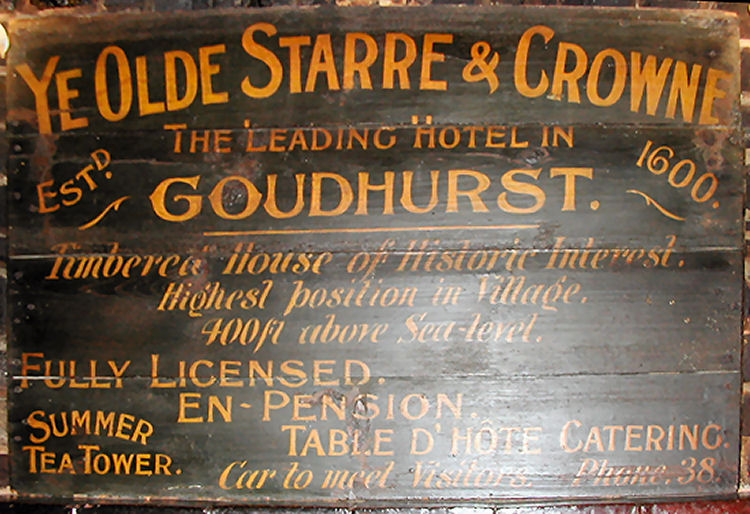 YE OLDE STARRE & CROWNE
THE LEADING HOTEL IN
ESTD. GOUDHURST. 1600.
Timbered House of Historic Interest.
Highest position in Village.
400ft above Sea-level.
FULLY LICENSED.
EN-PENSION.
SUMMER
TEA TOWER.
TABLE D'HÔTE CATERING.
Car to meet Visitors. Phone. 38.